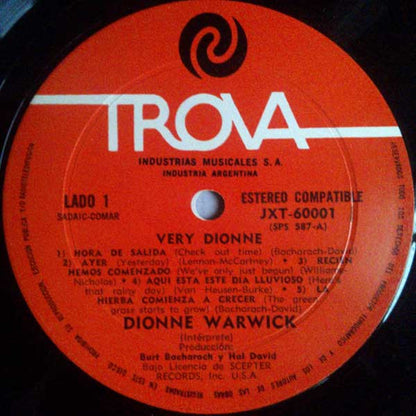 TROVA
INDUSTRIAS MUSICALES S.A.
INDUSTRIA ARGENTINA
LADO 1
SADAIC-COMAR
ESTEREO COMPATIBLE
JXT-60001
(SPS 587-A)
VERY DIONNE
1) HORA DE SALIDA (Check out time) (Bacharach-David)
2) AYER (Yesterday) (Lennon-McCartney) • 3) RECIEN
HEMOS COMENZADO (We've only just begun) (Williams-
Nicholas) • 4) AQUI ESTA ESTE DIA LLUVIOSO (Here's
that rainy day) (Van Heusen-Burke) • 5) LA
HIERBA COMIENZA A CRECER (The green
grass starts to grow) (Bacharach-David)
DIONNE WARWICK
(Intérprete)
Producción:
Burt Bacharach y Hal David
Bajo Licencia de SCEPTER
RECORDS, Inc. U.S.A.